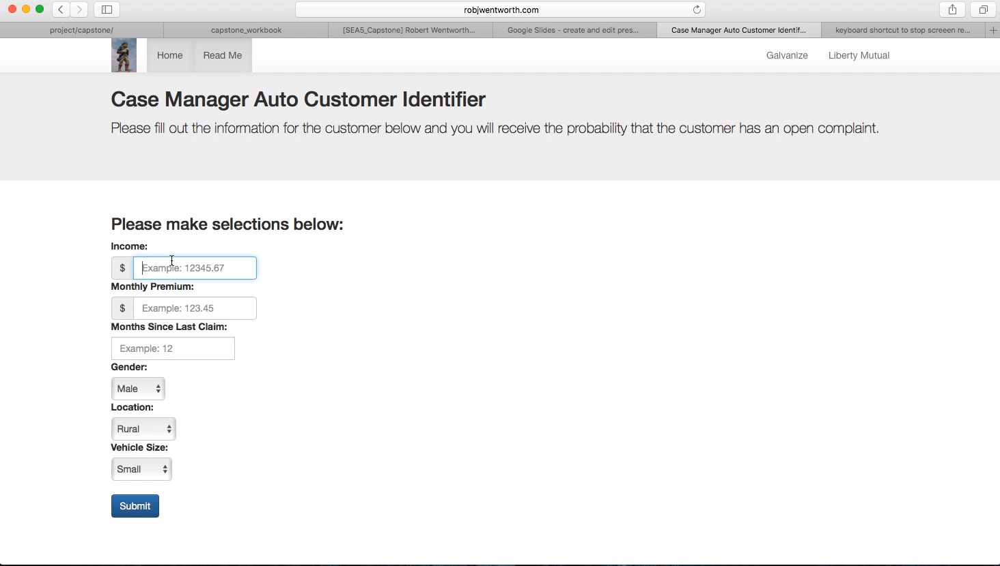 robjwentworth.com
project/capstone/
capstone_workbook
[SEA5_Capstone] Robert Wentworth...
Google Slides - create and edit pres...
Case Manager Auto Customer Identif...
keyboard shortcut to stop screeen re...
Home
Read Me
Galvanize
Liberty Mutual
Case Manager Auto Customer Identifier
Please fill out the information for the customer below and you will receive the probability that the customer has an open complaint.
Please make selections below:
Income:
$ Example: 12345.67
Monthly Premium:
$ Example: 123.45
Months Since Last Claim:
Example: 12
Gender:
Male
Location:
Rural
Vehicle Size:
Small
Submit